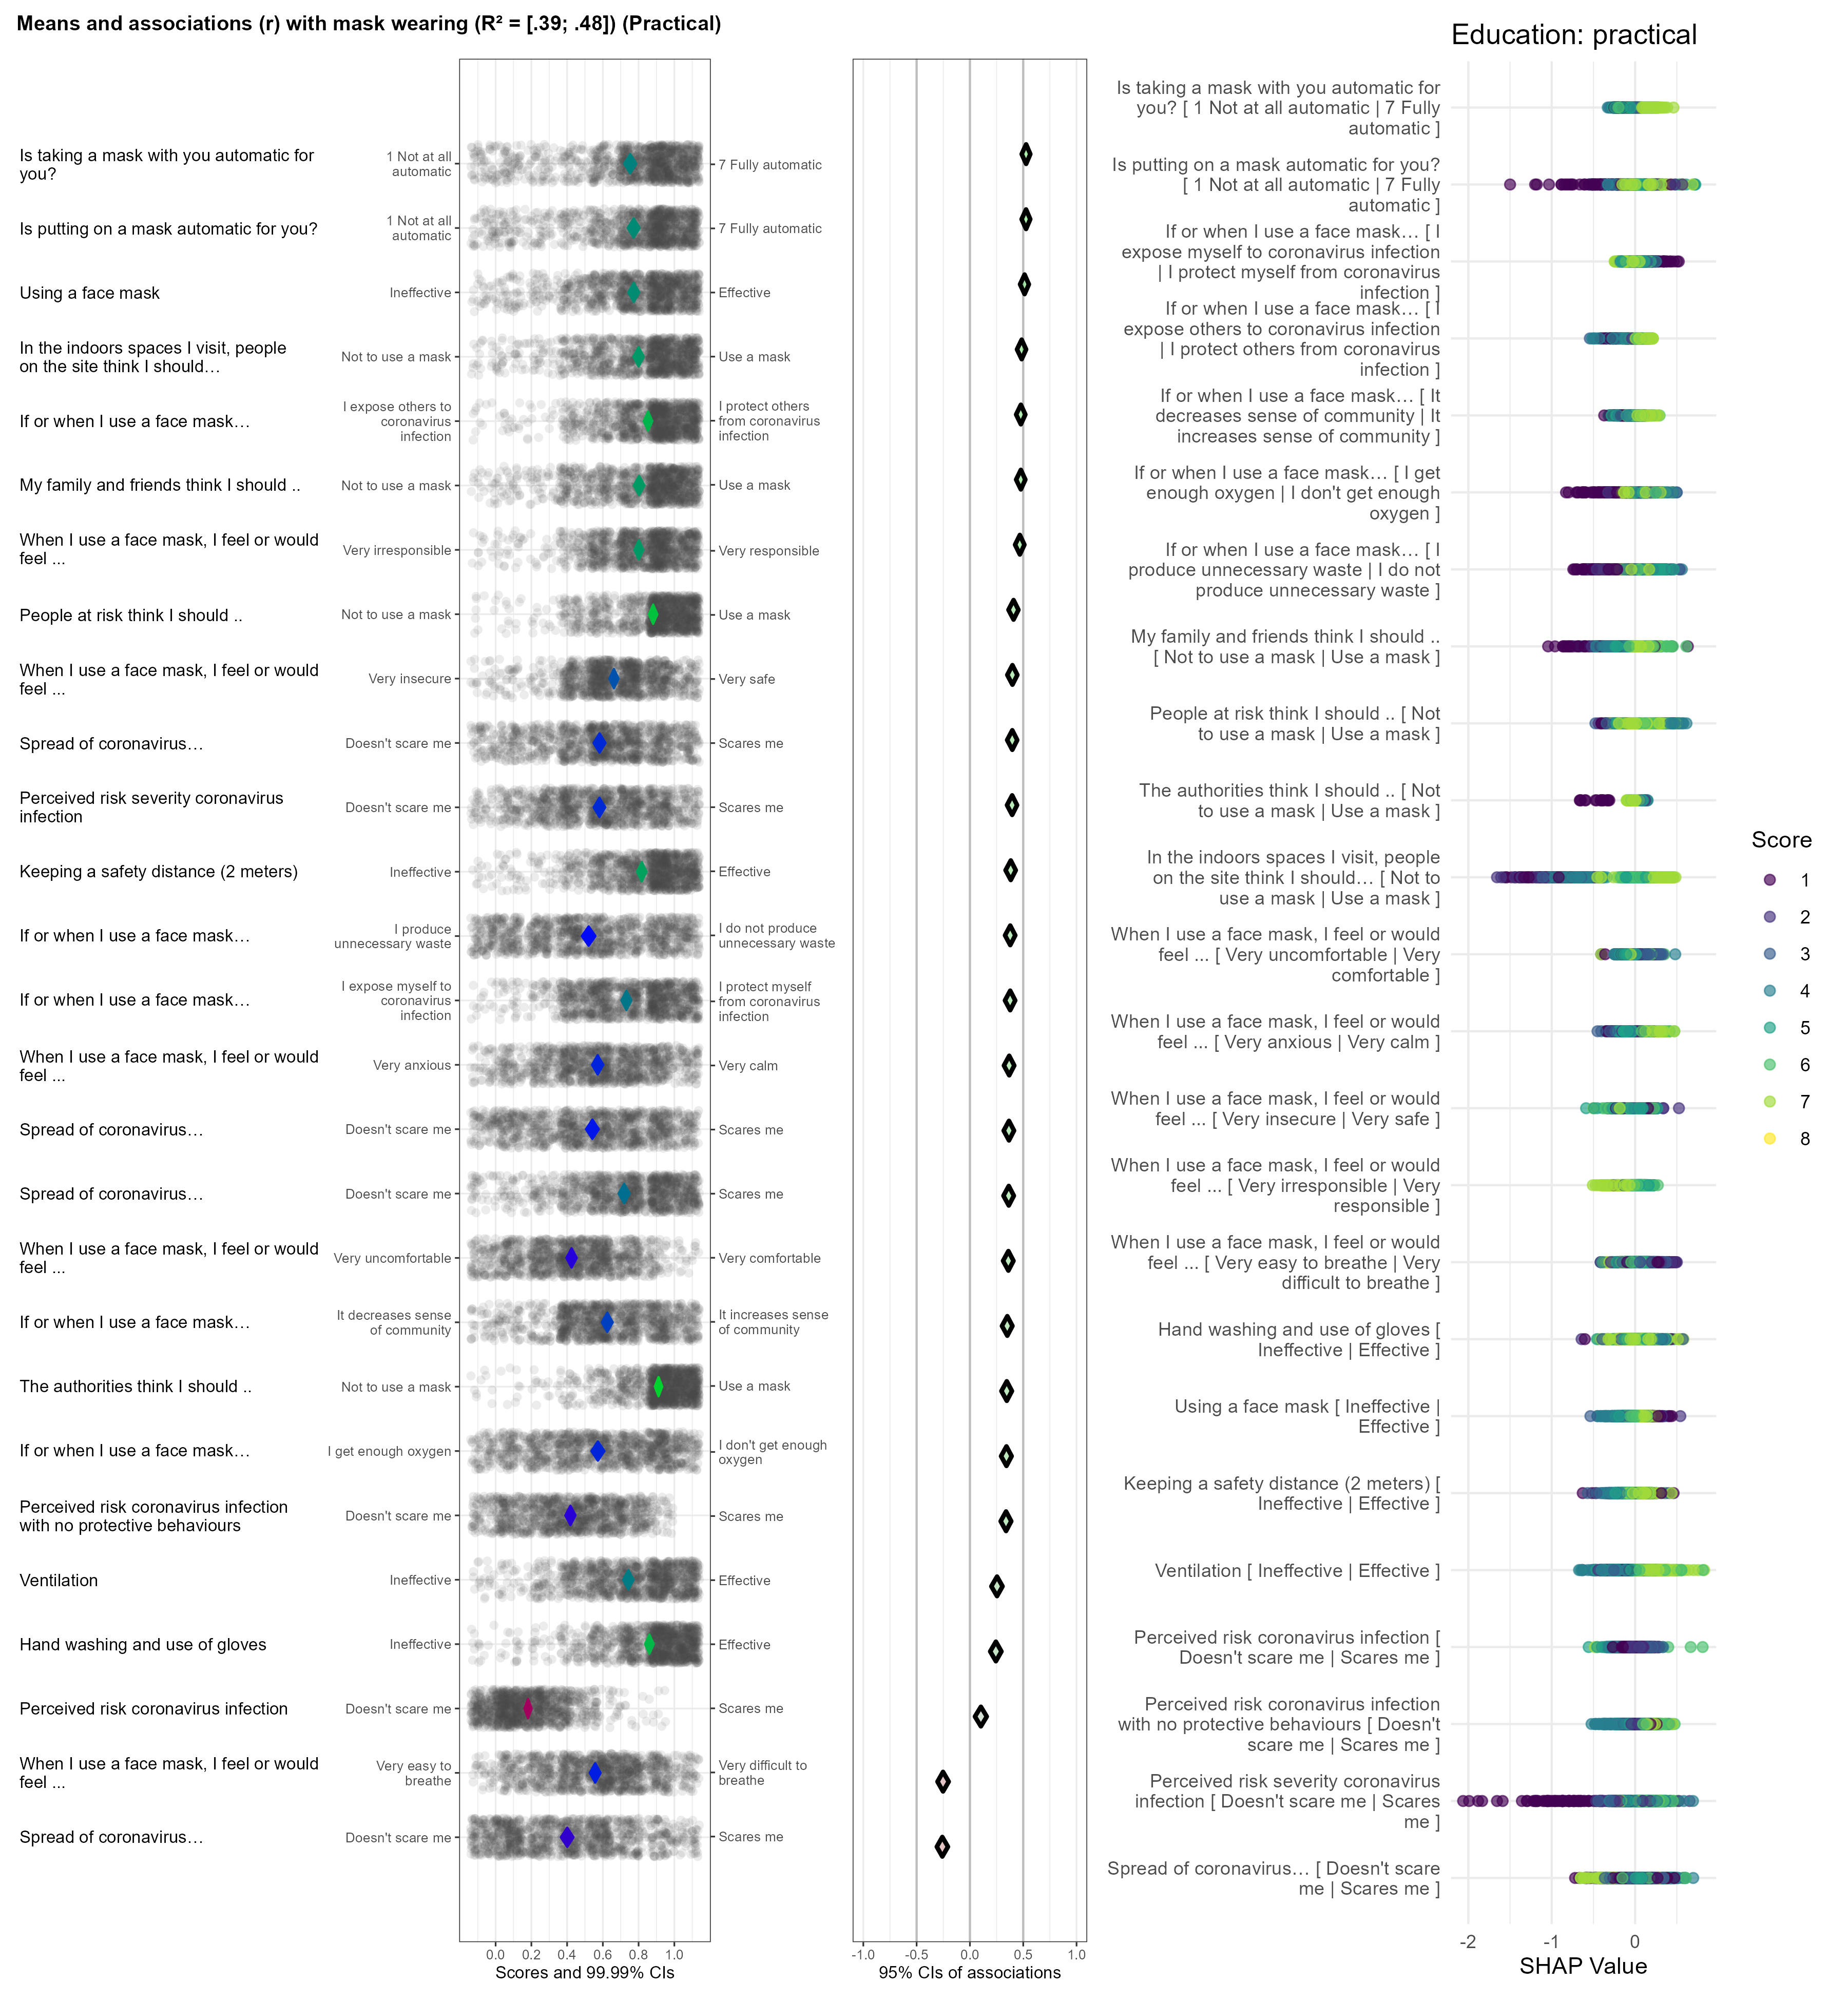 Means and associations (r) with mask wearing (R² = [.39; .48]) (Practical)
Is taking a mask with you automatic for
you?
1 Not at all
automatic
7 Fully automatic
Is putting on a mask automatic for you?
1 Not at all
automatic
7 Fully automatic
Using a face mask
Ineffective
Effective
In the indoors spaces I visit, people
on the site think I should…
Not to use a mask
Use a mask
If or when I use a face mask…
I expose others to
coronavirus
infection
I protect others
from coronavirus
infection
My family and friends think I should ..
Not to use a mask
Use a mask
When I use a face mask, I feel or would
feel ...
Very irresponsible
Very responsible
People at risk think I should ..
Not to use a mask
Use a mask
When I use a face mask, I feel or would
feel ...
Very insecure
Very safe
Spread of coronavirus…
Doesn't scare me
Scares me
Perceived risk severity coronavirus
infection
Doesn't scare me
Scares me
Keeping a safety distance (2 meters)
Ineffective
Effective
If or when I use a face mask…
I produce
unnecessary waste
I do not produce
unnecessary waste
If or when I use a face mask…
I expose myself to
coronavirus
infection
I protect myself
from coronavirus
infection
When I use a face mask, I feel or would
feel ...
Very anxious
Very calm
Spread of coronavirus…
Doesn't scare me
Scares me
Spread of coronavirus…
Doesn't scare me
Scares me
When I use a face mask, I feel or would
feel ...
Very uncomfortable
Very comfortable
If or when I use a face mask…
It decreases sense
of community
It increases sense
of community
The authorities think I should ..
Not to use a mask
Use a mask
If or when I use a face mask…
I get enough oxygen
I don't get enough
oxygen
Perceived risk coronavirus infection
with no protective behaviours
Doesn't scare me
Scares me
Ventilation
Ineffective
Effective
Hand washing and use of gloves
Ineffective
Effective
Perceived risk coronavirus infection
Doesn't scare me
Scares me
When I use a face mask, I feel or would
feel ...
Very easy to
breathe
Very difficult to
breathe
Spread of coronavirus…
Doesn't scare me
Scares me
0.0 0.2 0.4 0.6 0.8 1.0
Scores and 99.99% CIs
-1.0 -0.5 0.0 0.5 1.0
95% CIs of associations
Education: practical
Is taking a mask with you automatic for
you? [ 1 Not at all automatic | 7 Fully
automatic ]
Is putting on a mask automatic for you?
[ 1 Not at all automatic | 7 Fully
automatic ]
If or when I use a face mask… [ I
expose myself to coronavirus infection
| I protect myself from coronavirus
infection ]
If or when I use a face mask… [ I
expose others to coronavirus infection
| I protect others from coronavirus
infection ]
If or when I use a face mask… [ It
decreases sense of community | It
increases sense of community ]
If or when I use a face mask… [ I get
enough oxygen | I don't get enough
oxygen ]
If or when I use a face mask… [ I
produce unnecessary waste | I do not
produce unnecessary waste ]
My family and friends think I should ..
[ Not to use a mask | Use a mask ]
People at risk think I should .. [ Not
to use a mask | Use a mask ]
The authorities think I should .. [ Not
to use a mask | Use a mask ]
In the indoors spaces I visit, people
on the site think I should… [ Not to
use a mask | Use a mask ]
When I use a face mask, I feel or would
feel ... [ Very uncomfortable | Very
comfortable ]
When I use a face mask, I feel or would
feel ... [ Very anxious | Very calm ]
When I use a face mask, I feel or would
feel ... [ Very insecure | Very safe ]
When I use a face mask, I feel or would
feel ... [ Very irresponsible | Very
responsible ]
When I use a face mask, I feel or would
feel ... [ Very easy to breathe | Very
difficult to breathe ]
Hand washing and use of gloves [
Ineffective | Effective ]
Using a face mask [ Ineffective |
Effective ]
Keeping a safety distance (2 meters) [
Ineffective | Effective ]
Ventilation [ Ineffective | Effective ]
Perceived risk coronavirus infection [
Doesn't scare me | Scares me ]
Perceived risk coronavirus infection
with no protective behaviours [ Doesn't
scare me | Scares me ]
Perceived risk severity coronavirus
infection [ Doesn't scare me | Scares
me ]
Spread of coronavirus… [ Doesn't scare
me | Scares me ]
-2 -1 0
SHAP Value
Score
1
2
3
4
5
6
7
8